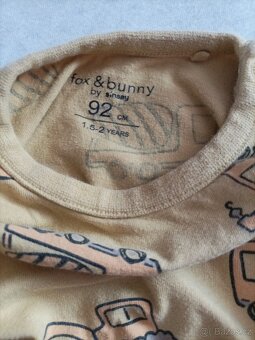 fox & bunny
by sinsay
92 CM
1.5-2 YEARS